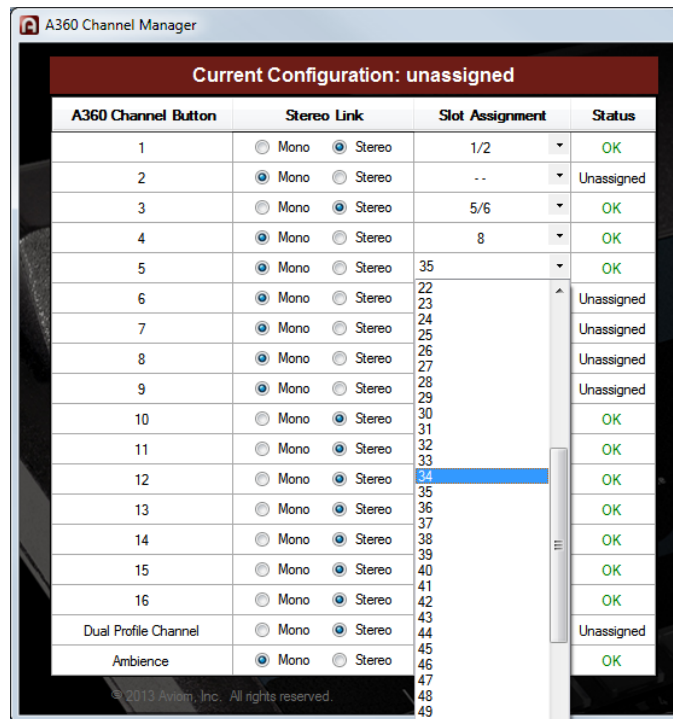 A360 Channel Manager
Current Configuration: unassigned
A360 Channel Button Stereo Link Slot Assignment Status
1 Mono Stereo 1/2 OK
2 Mono Stereo - - Unassigned
3 Mono Stereo 5/6 OK
4 Mono Stereo 8 OK
5 Mono Stereo 35 OK
6 Mono Stereo Unassigned
7 Mono Stereo Unassigned
8 Mono Stereo Unassigned
9 Mono Stereo Unassigned
10 Mono Stereo OK
11 Mono Stereo OK
12 Mono Stereo OK
13 Mono Stereo OK
14 Mono Stereo OK
15 Mono Stereo OK
16 Mono Stereo OK
Dual Profile Channel Mono Stereo Unassigned
Ambience Mono Stereo OK
22
23
24
25
26
27
28
29
30
31
32
33
34
35
36
37
38
39
40
41
42
43
44
45
46
47
48
49
© 2013 Aviom, Inc. All rights reserved.